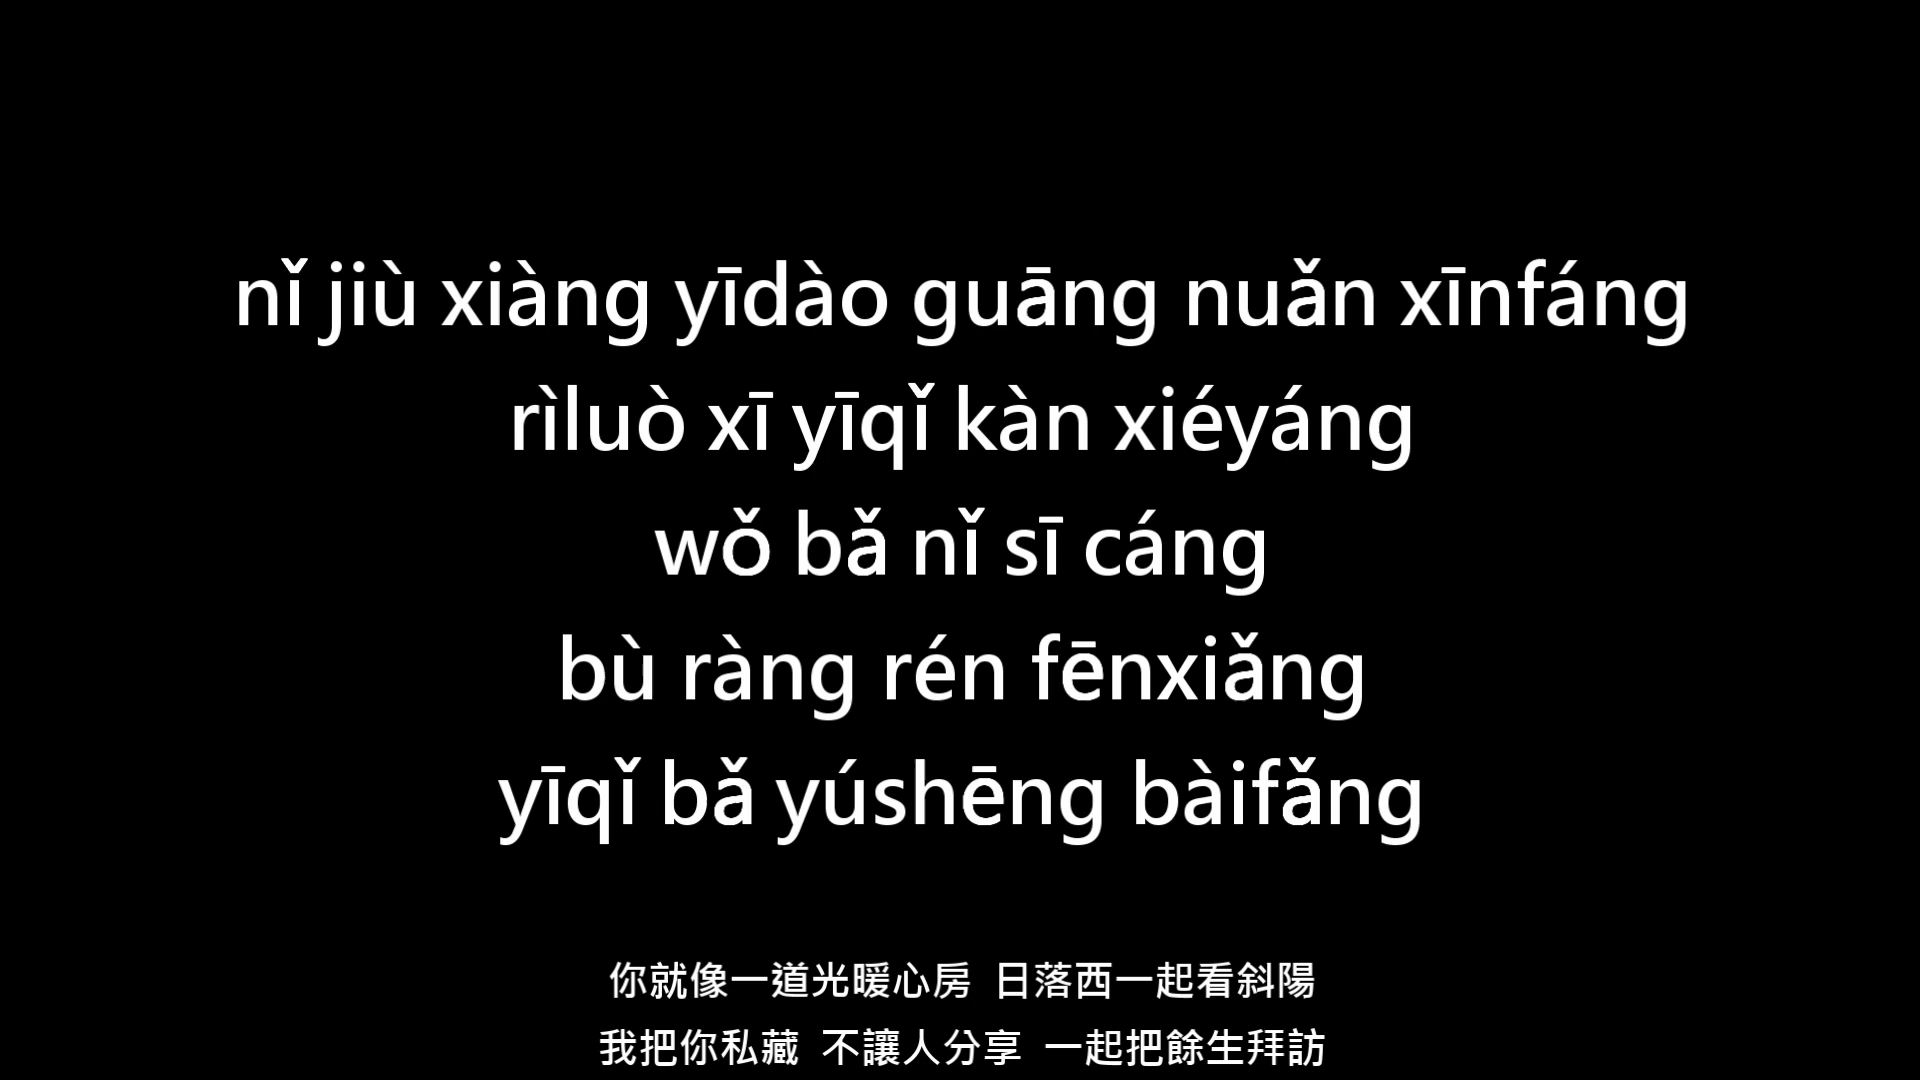 nǐ jiù xiàng yīdào guāng nuǎn xīnfáng
rìluò xī yīqǐ kàn xiéyáng
wǒ bǎ nǐ sī cáng
bù ràng rén fēnxiǎng
yīqǐ bǎ yúshēng bàifǎng
你就像一道光暖心房 日落西一起看斜陽
我把你私藏 不讓人分享 一起把餘生拜訪